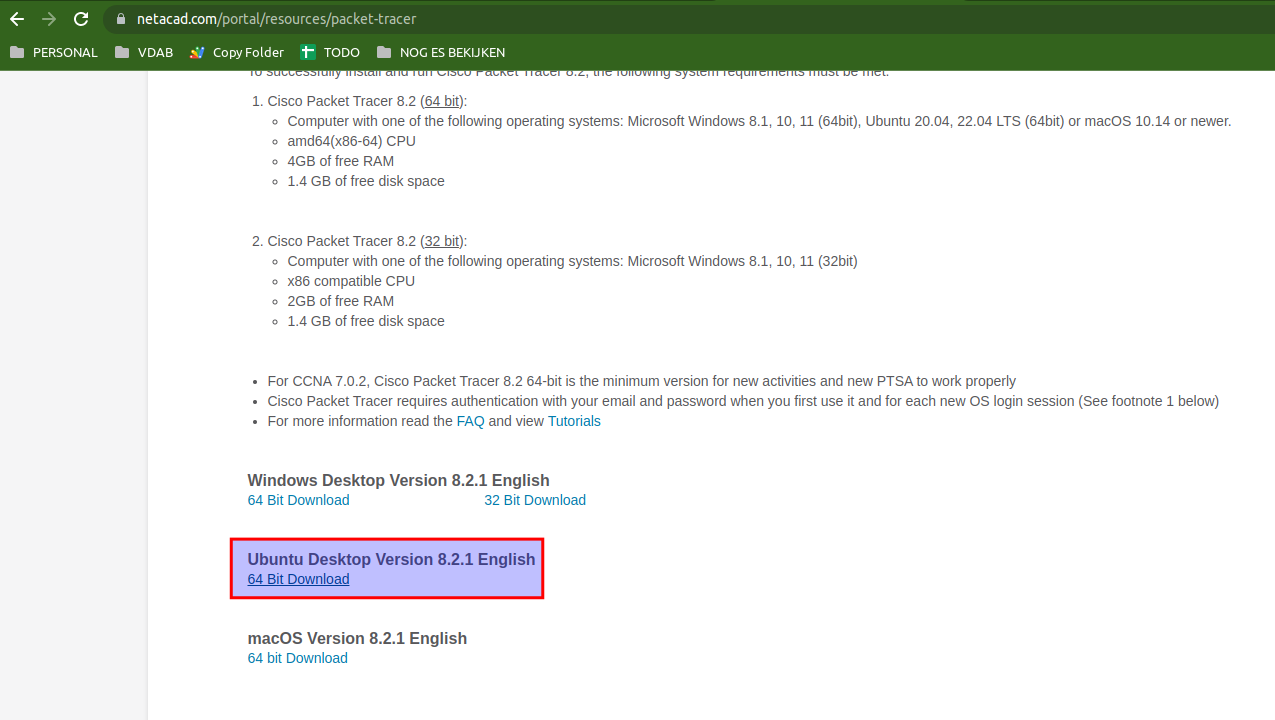 netacad.com/portal/resources/packet-tracer
PERSONAL VDAB Copy Folder TODO NOG ES BEKIJKEN
To successfully install and run Cisco Packet Tracer 8.2, the following system requirements must be met:
1. Cisco Packet Tracer 8.2 (64 bit):
Computer with one of the following operating systems: Microsoft Windows 8.1, 10, 11 (64bit), Ubuntu 20.04, 22.04 LTS (64bit) or macOS 10.14 or newer.
amd64(x86-64) CPU
4GB of free RAM
1.4 GB of free disk space
2. Cisco Packet Tracer 8.2 (32 bit):
Computer with one of the following operating systems: Microsoft Windows 8.1, 10, 11 (32bit)
x86 compatible CPU
2GB of free RAM
1.4 GB of free disk space
For CCNA 7.0.2, Cisco Packet Tracer 8.2 64-bit is the minimum version for new activities and new PTSA to work properly
Cisco Packet Tracer requires authentication with your email and password when you first use it and for each new OS login session (See footnote 1 below)
For more information read the FAQ and view Tutorials
Windows Desktop Version 8.2.1 English
64 Bit Download 32 Bit Download
Ubuntu Desktop Version 8.2.1 English
64 Bit Download
macOS Version 8.2.1 English
64 bit Download